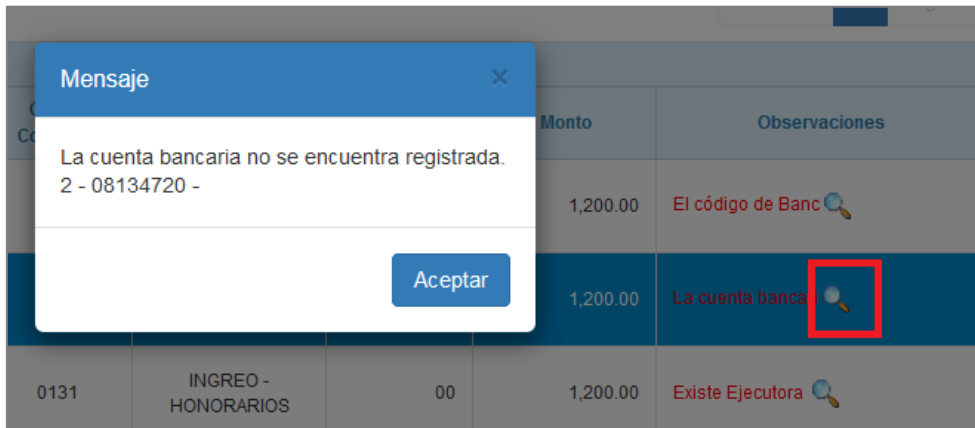 Mensaje
×
La cuenta bancaria no se encuentra registrada.
2 - 08134720 -
Aceptar
Monto
Observaciones
1,200.00
El código de Banc
1,200.00
La cuenta banca
0131
INGREO -
HONORARIOS
00
1,200.00
Existe Ejecutora